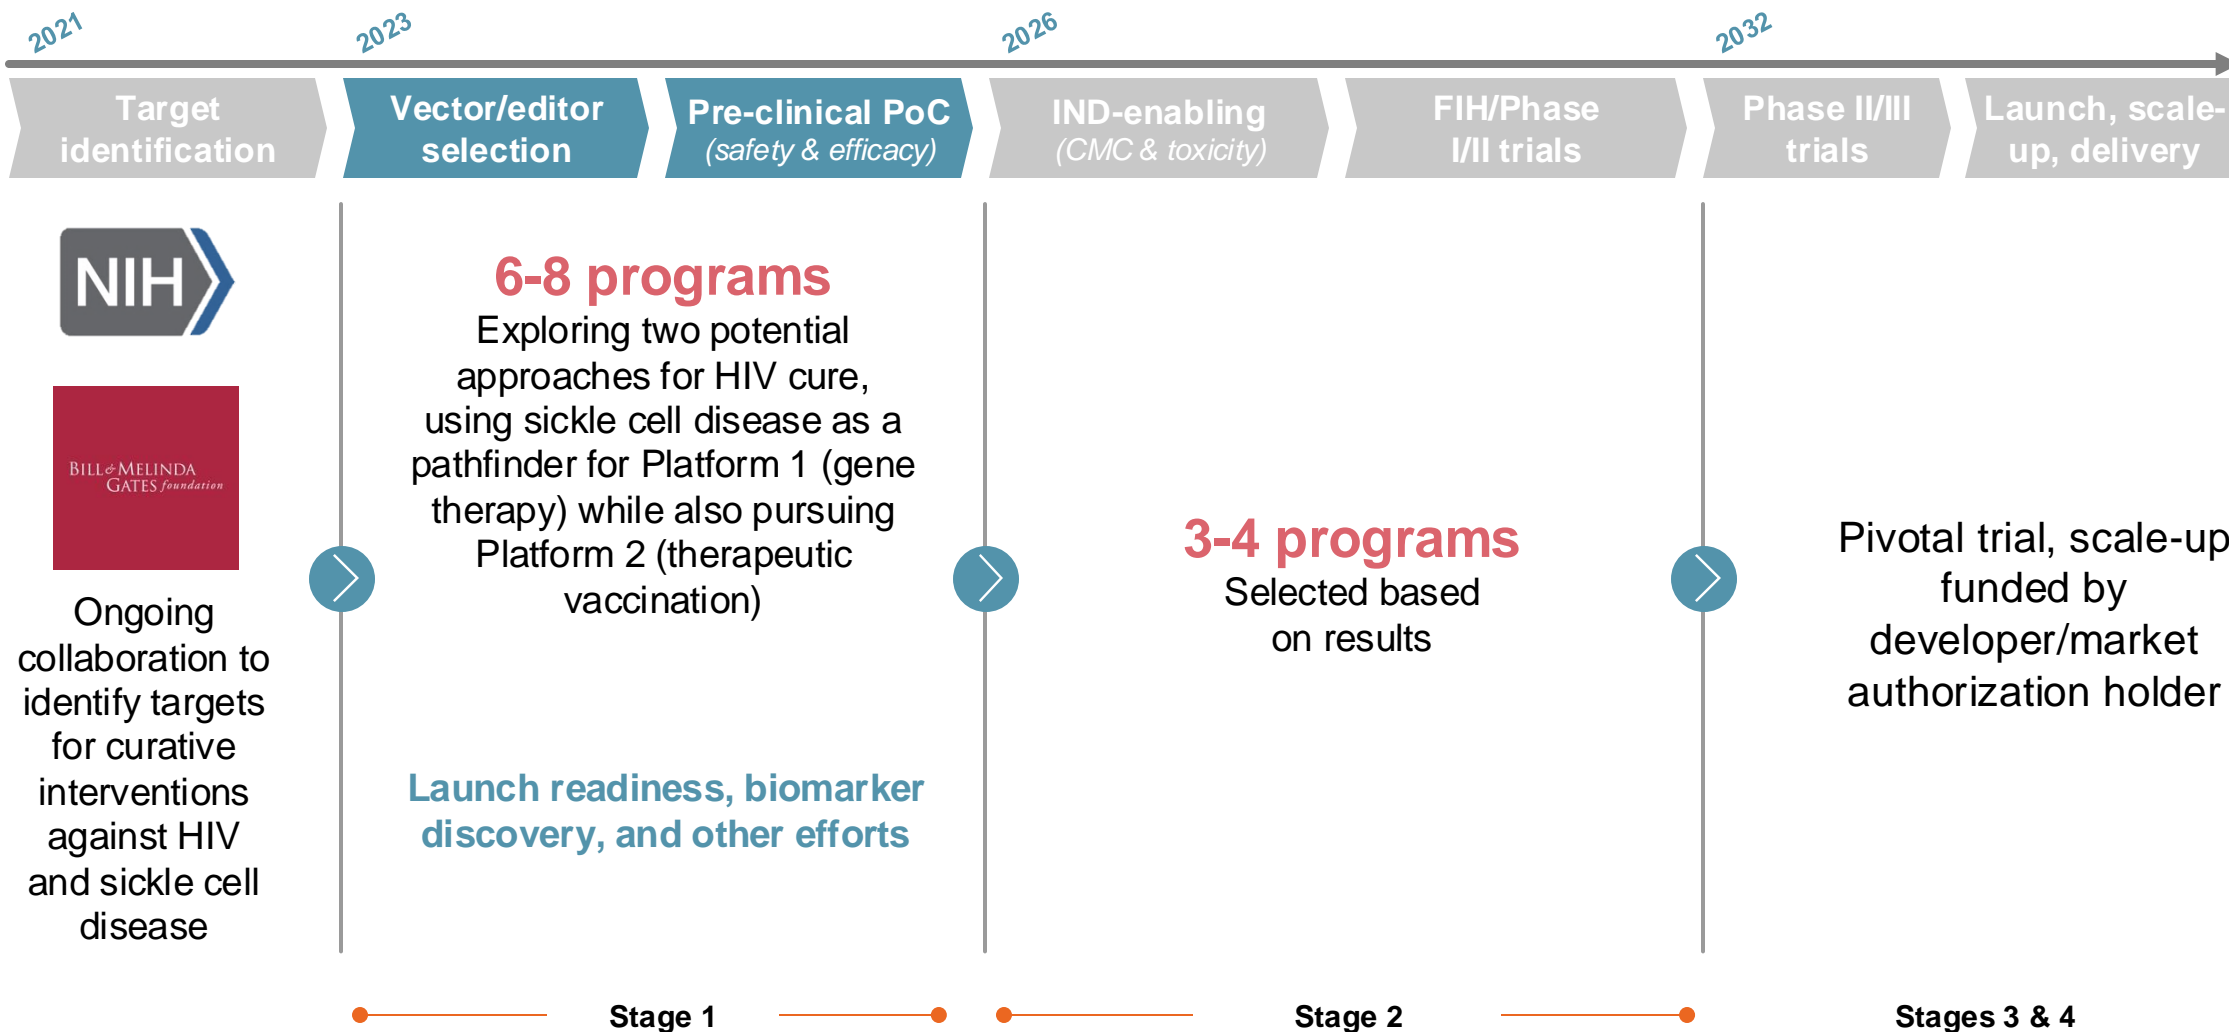 2021
2023
2026
2032
Target
identification
Vector/editor
selection
Pre-clinical PoC
(safety & efficacy)
IND-enabling
(CMC & toxicity)
FIH/Phase
I/II trials
Phase II/III
trials
Launch, scale-
up, delivery
NIH
BILL & MELINDA
GATES foundation
Ongoing
collaboration to
identify targets
for curative
interventions
against HIV
and sickle cell
disease
6-8 programs
Exploring two potential
approaches for HIV cure,
using sickle cell disease as a
pathfinder for Platform 1 (gene
therapy) while also pursuing
Platform 2 (therapeutic
vaccination)
Launch readiness, biomarker
discovery, and other efforts
3-4 programs
Selected based
on results
Pivotal trial, scale-up
funded by
developer/market
authorization holder
Stage 1
Stage 2
Stages 3 & 4